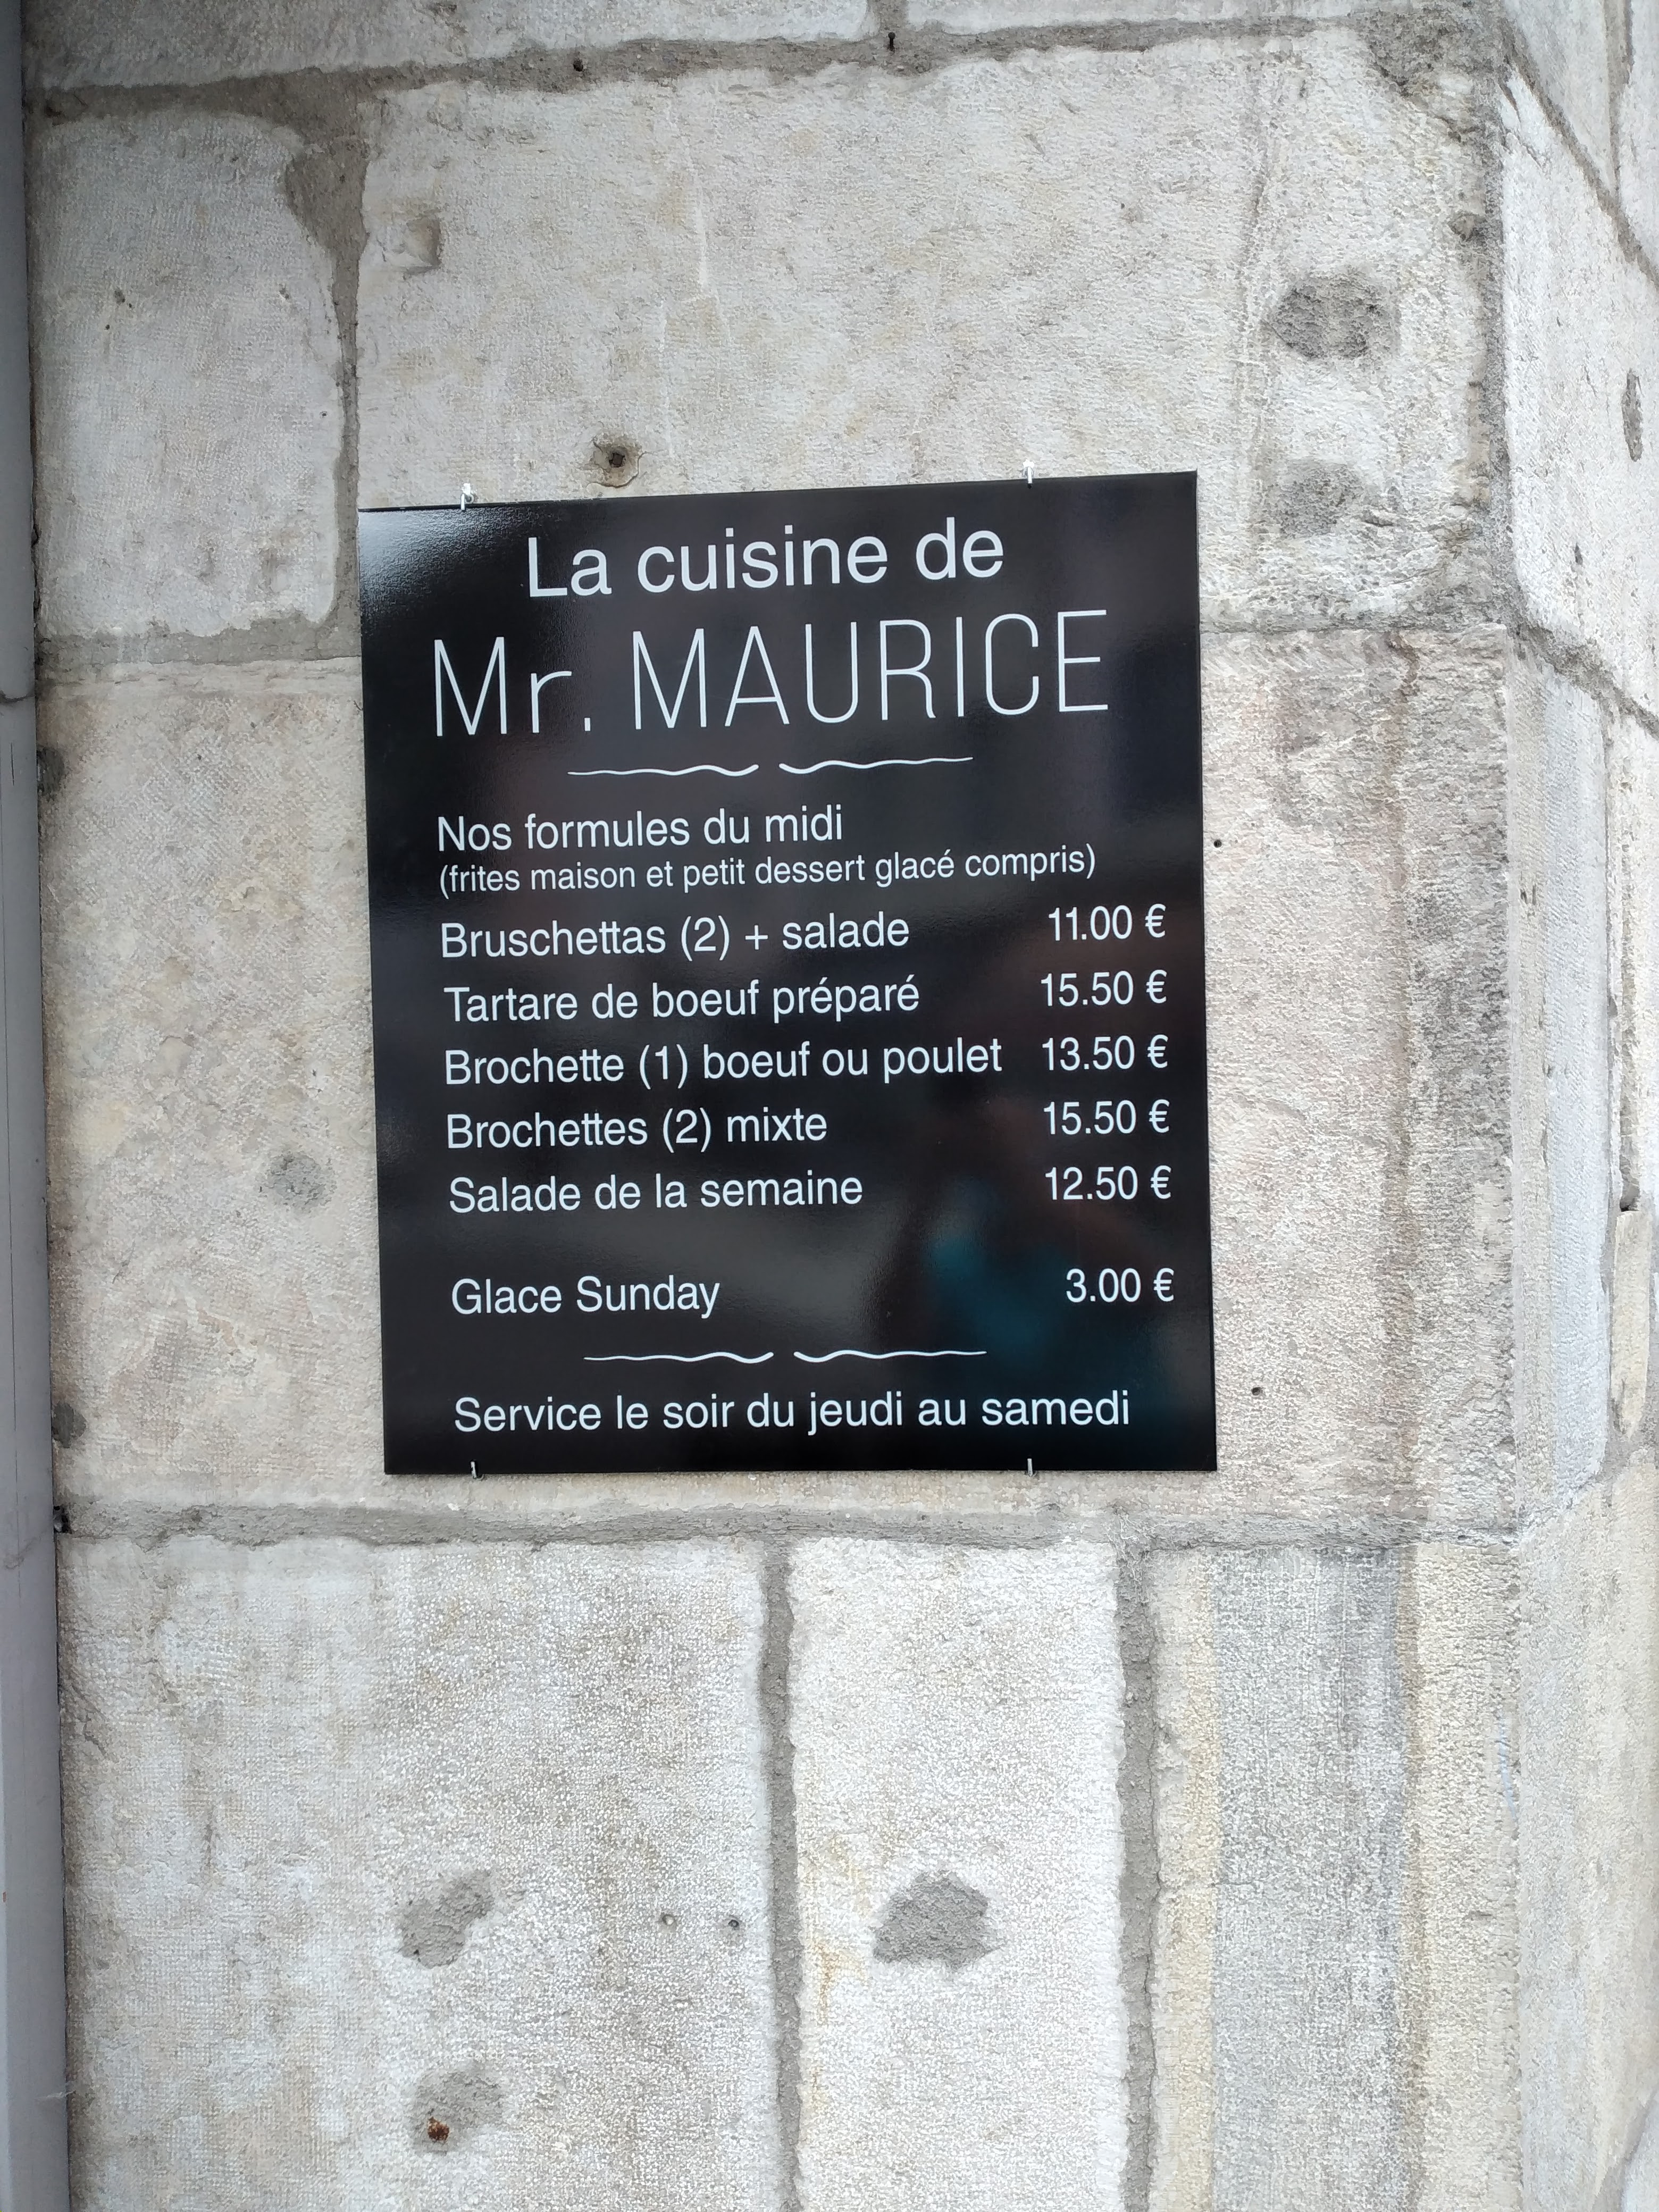 La cuisine de
Mr. MAURICE
Nos formules du midi
(frites maison et petit dessert glacé compris)
Bruschettas (2) + salade 11.00 €
Tartare de boeuf préparé 15.50 €
Brochette (1) boeuf ou poulet 13.50 €
Brochettes (2) mixte 15.50 €
Salade de la semaine 12.50 €
Glace Sunday 3.00 €
Service le soir du jeudi au samedi